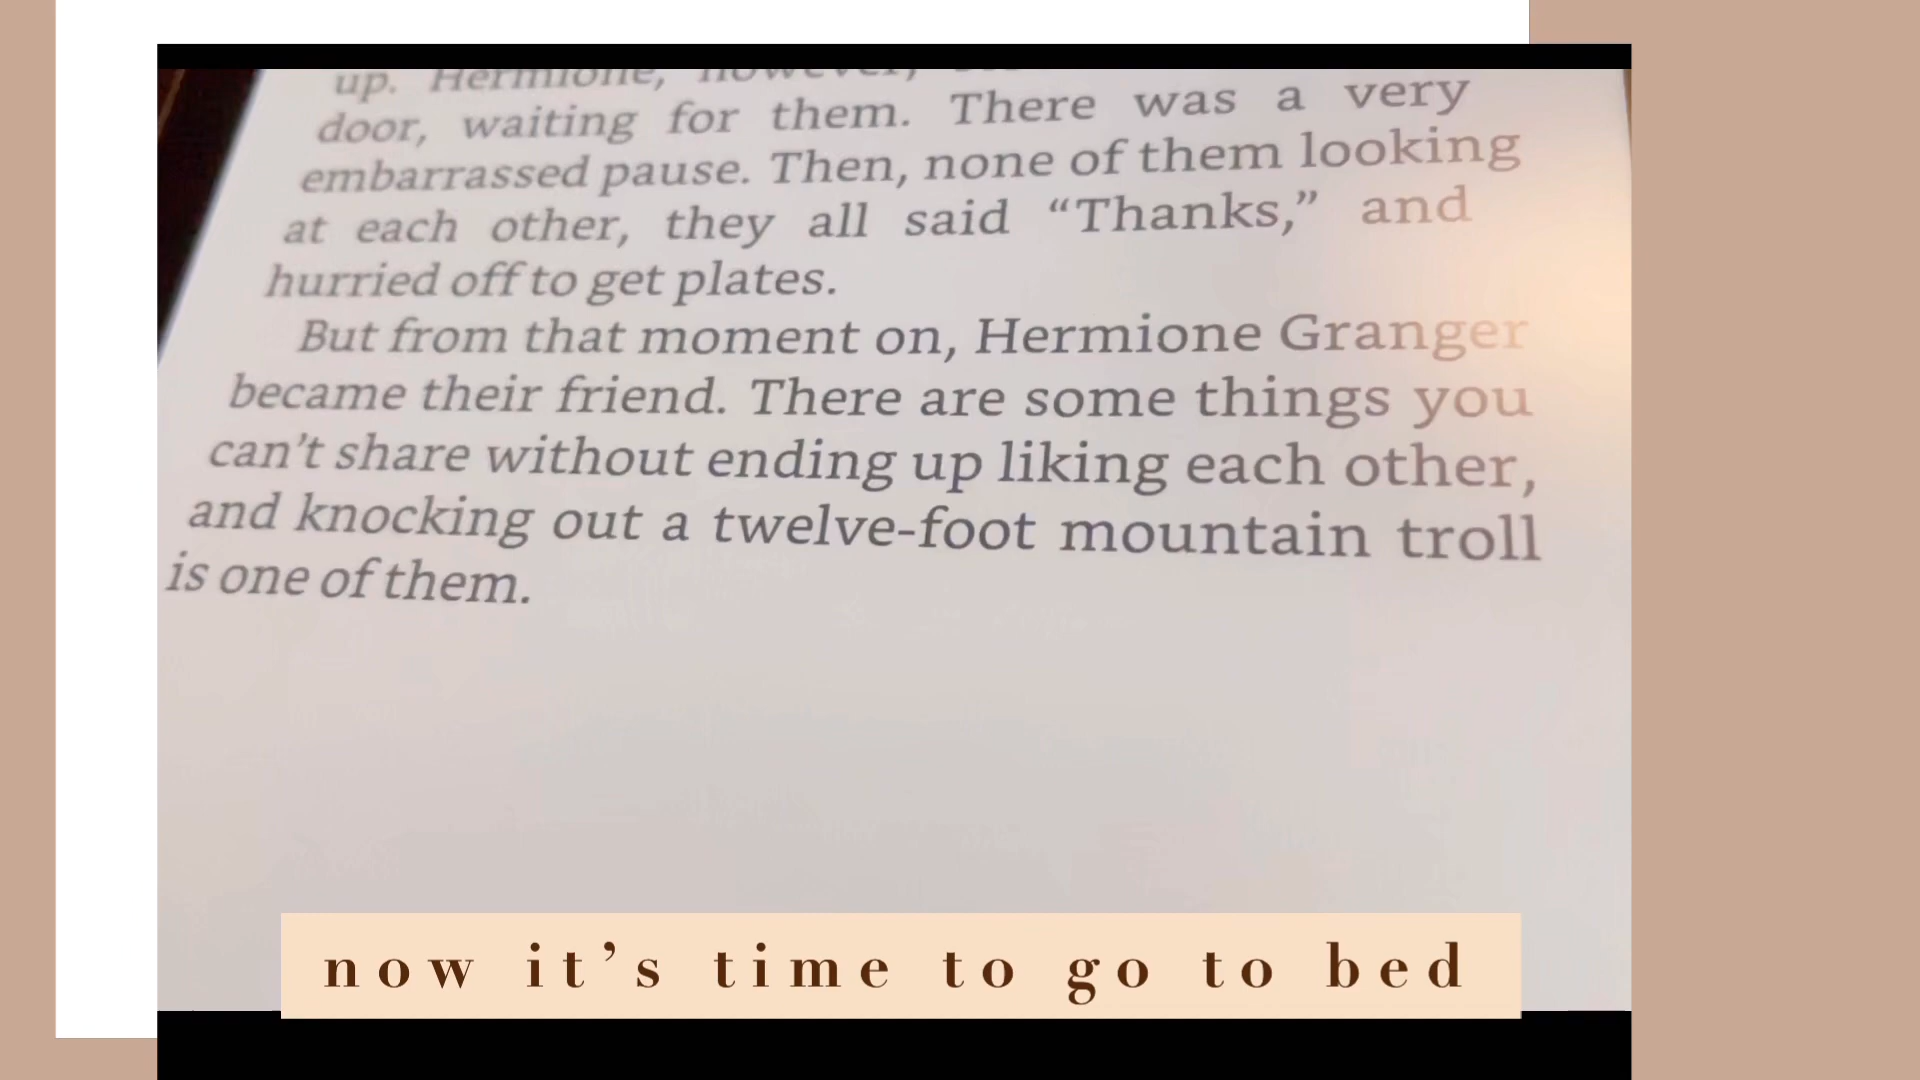 up. Hermione, however,
door, waiting for them. There was a very
embarrassed pause. Then, none of them looking
at each other, they all said “Thanks,” and
hurried off to get plates.
But from that moment on, Hermione Granger
became their friend. There are some things you
can’t share without ending up liking each other,
and knocking out a twelve-foot mountain troll
is one of them.
now it’s time to go to bed